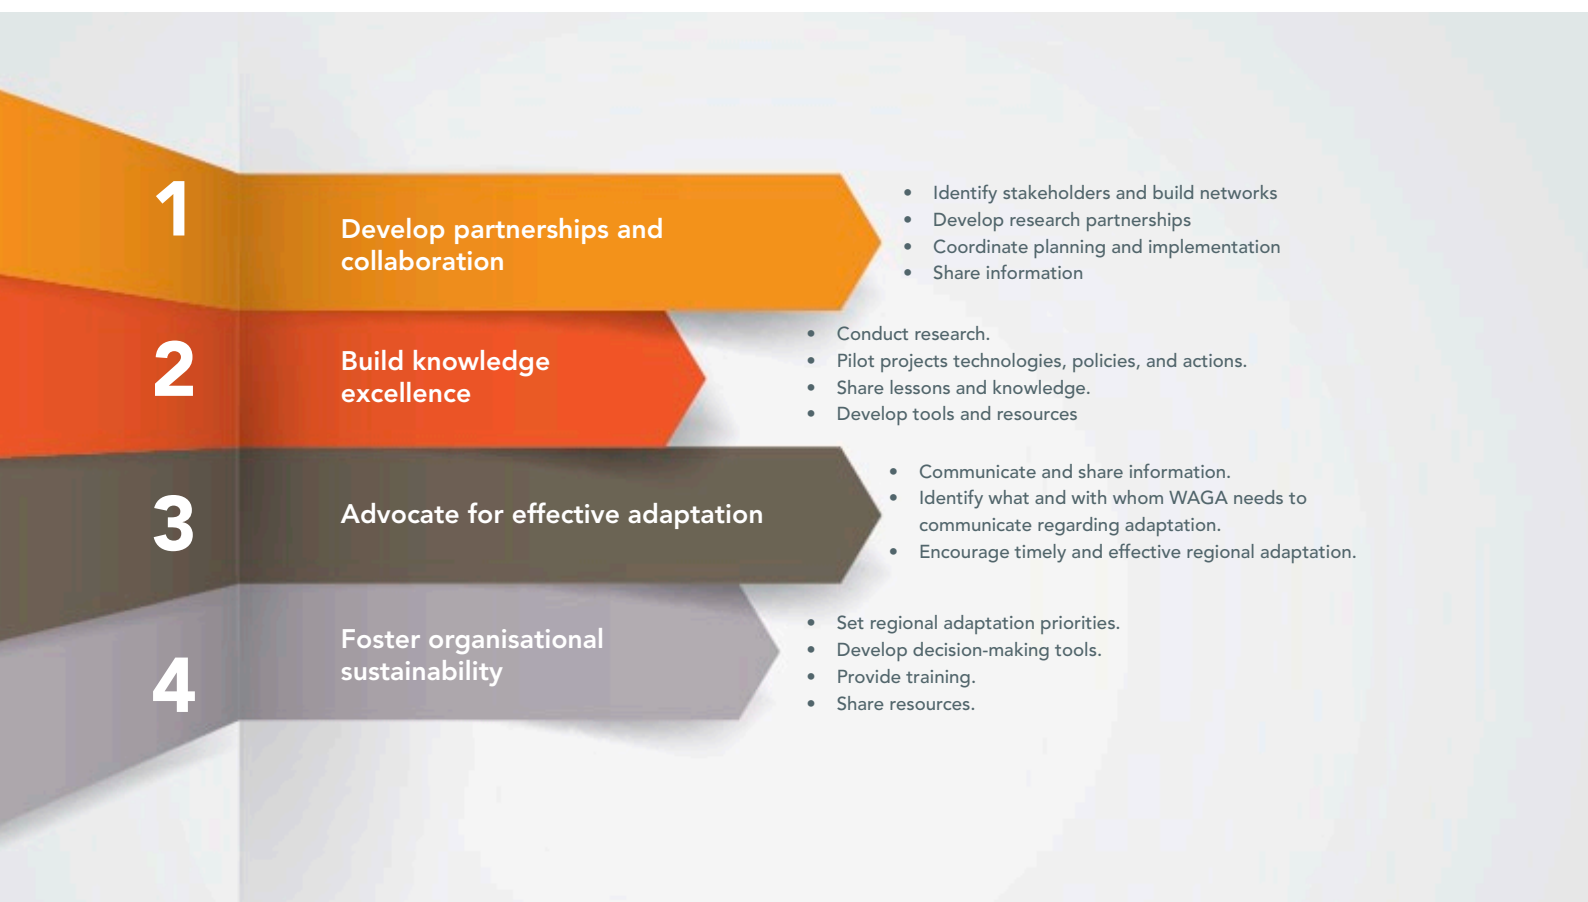 1
Develop partnerships and
collaboration
• Identify stakeholders and build networks
• Develop research partnerships
• Coordinate planning and implementation
• Share information
2
Build knowledge
excellence
• Conduct research.
• Pilot projects technologies, policies, and actions.
• Share lessons and knowledge.
• Develop tools and resources
3
Advocate for effective adaptation
• Communicate and share information.
• Identify what and with whom WAGA needs to
communicate regarding adaptation.
• Encourage timely and effective regional adaptation.
4
Foster organisational
sustainability
• Set regional adaptation priorities.
• Develop decision-making tools.
• Provide training.
• Share resources.